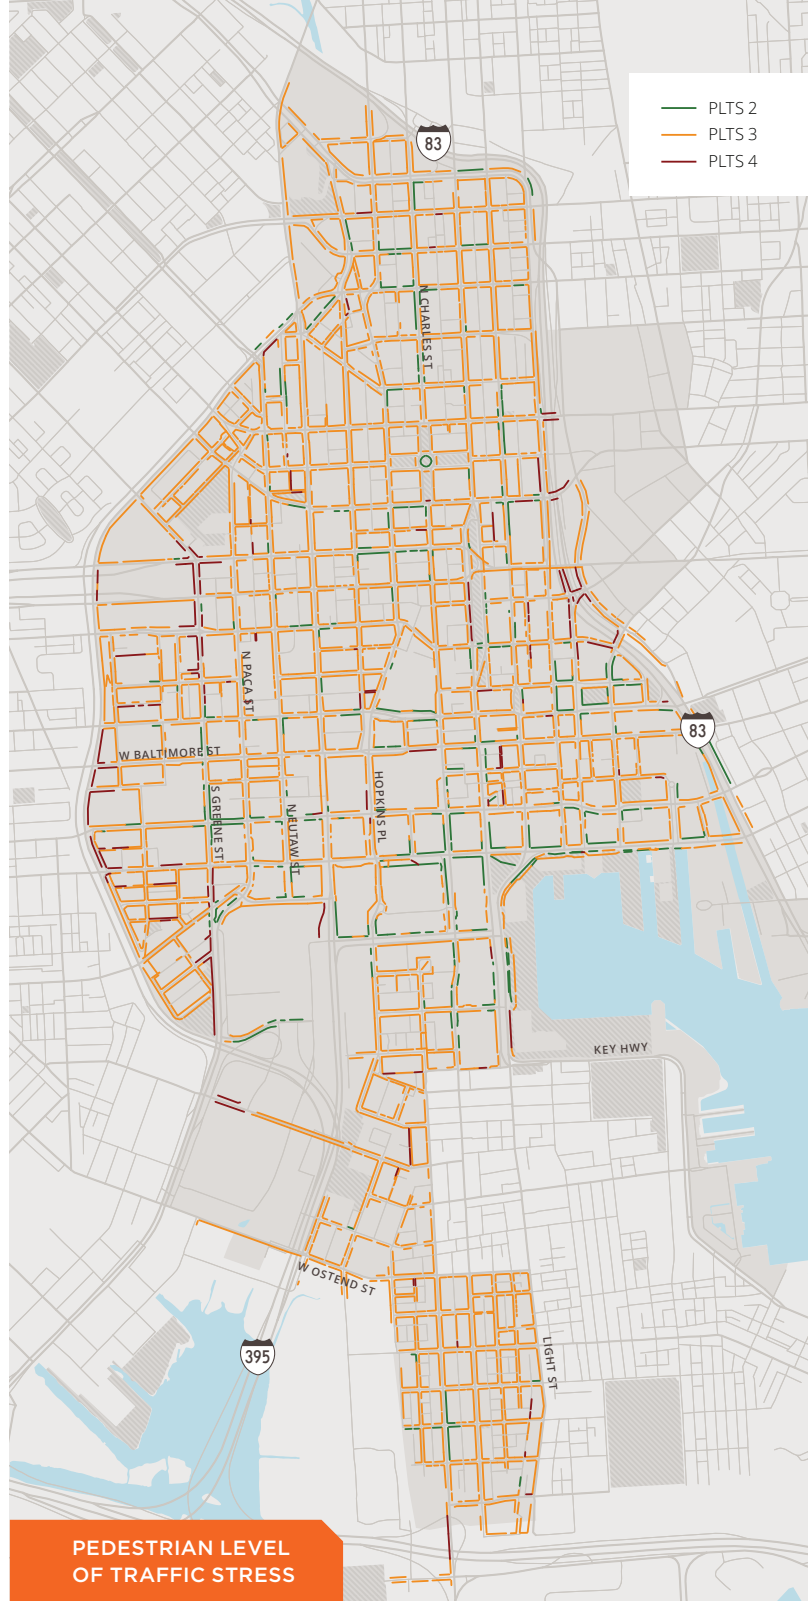 PLTS 2
PLTS 3
PLTS 4
83
N CHARLES ST
N PACA ST
83
W BALTIMORE ST
S GREENE ST
N EUTAW ST
HOPKINS PL
KEY HWY
W OSTEND ST
395
LIGHT ST
PEDESTRIAN LEVEL
OF TRAFFIC STRESS